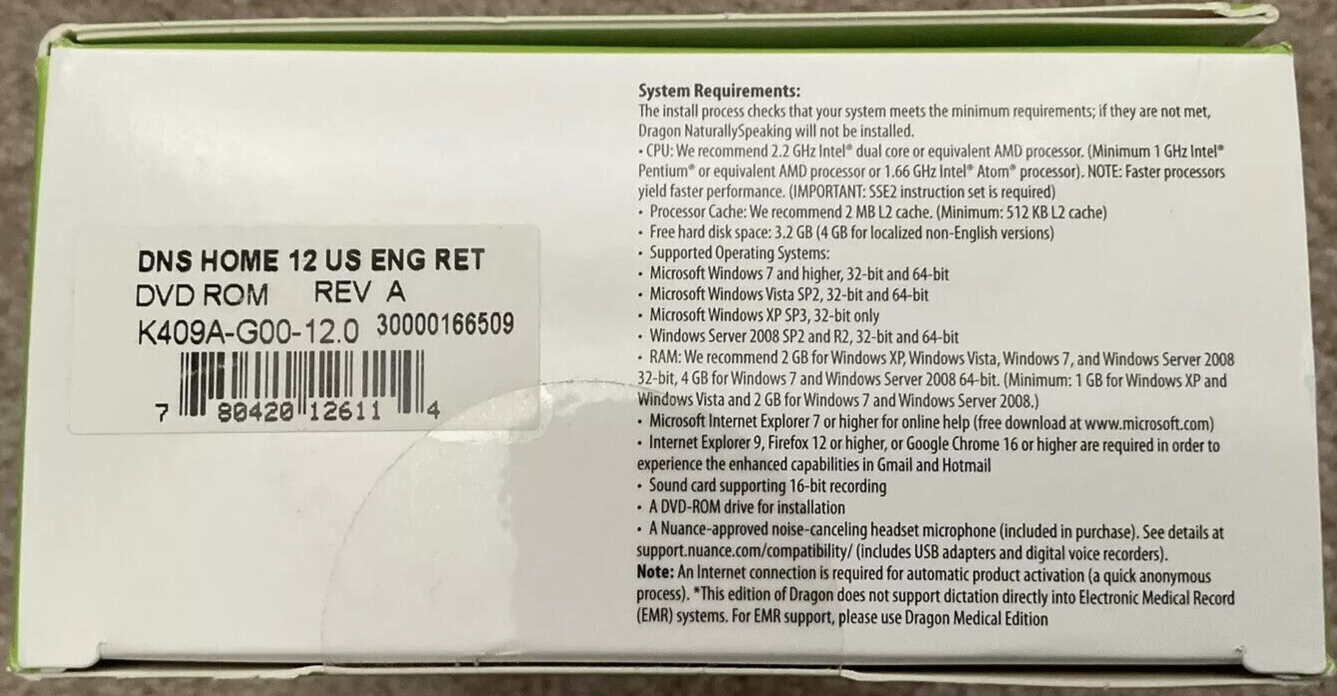 DNS HOME 12 US ENG RET
DVD ROM REV A
K409A-G00-12.0 30000166509
7 80420 12611 4
System Requirements:
The install process checks that your system meets the minimum requirements; if they are not met,
Dragon NaturallySpeaking will not be installed.
• CPU: We recommend 2.2 GHz Intel® dual core or equivalent AMD processor. (Minimum 1 GHz Intel®
Pentium® or equivalent AMD processor or 1.66 GHz Intel® Atom® processor). NOTE: Faster processors
yield faster performance. (IMPORTANT: SSE2 instruction set is required)
• Processor Cache: We recommend 2 MB L2 cache. (Minimum: 512 KB L2 cache)
• Free hard disk space: 3.2 GB (4 GB for localized non-English versions)
• Supported Operating Systems:
• Microsoft Windows 7 and higher, 32-bit and 64-bit
• Microsoft Windows Vista SP2, 32-bit and 64-bit
• Microsoft Windows XP SP3, 32-bit only
• Windows Server 2008 SP2 and R2, 32-bit and 64-bit
• RAM: We recommend 2 GB for Windows XP, Windows Vista, Windows 7, and Windows Server 2008
32-bit, 4 GB for Windows 7 and Windows Server 2008 64-bit. (Minimum: 1 GB for Windows XP and
Windows Vista and 2 GB for Windows 7 and Windows Server 2008.)
• Microsoft Internet Explorer 7 or higher for online help (free download at www.microsoft.com)
• Internet Explorer 9, Firefox 12 or higher, or Google Chrome 16 or higher are required in order to
experience the enhanced capabilities in Gmail and Hotmail
• Sound card supporting 16-bit recording
• A DVD-ROM drive for installation
• A Nuance-approved noise-canceling headset microphone (included in purchase). See details at
support.nuance.com/compatibility/ (includes USB adapters and digital voice recorders).
Note: An Internet connection is required for automatic product activation (a quick anonymous
process). *This edition of Dragon does not support dictation directly into Electronic Medical Record
(EMR) systems. For EMR support, please use Dragon Medical Edition